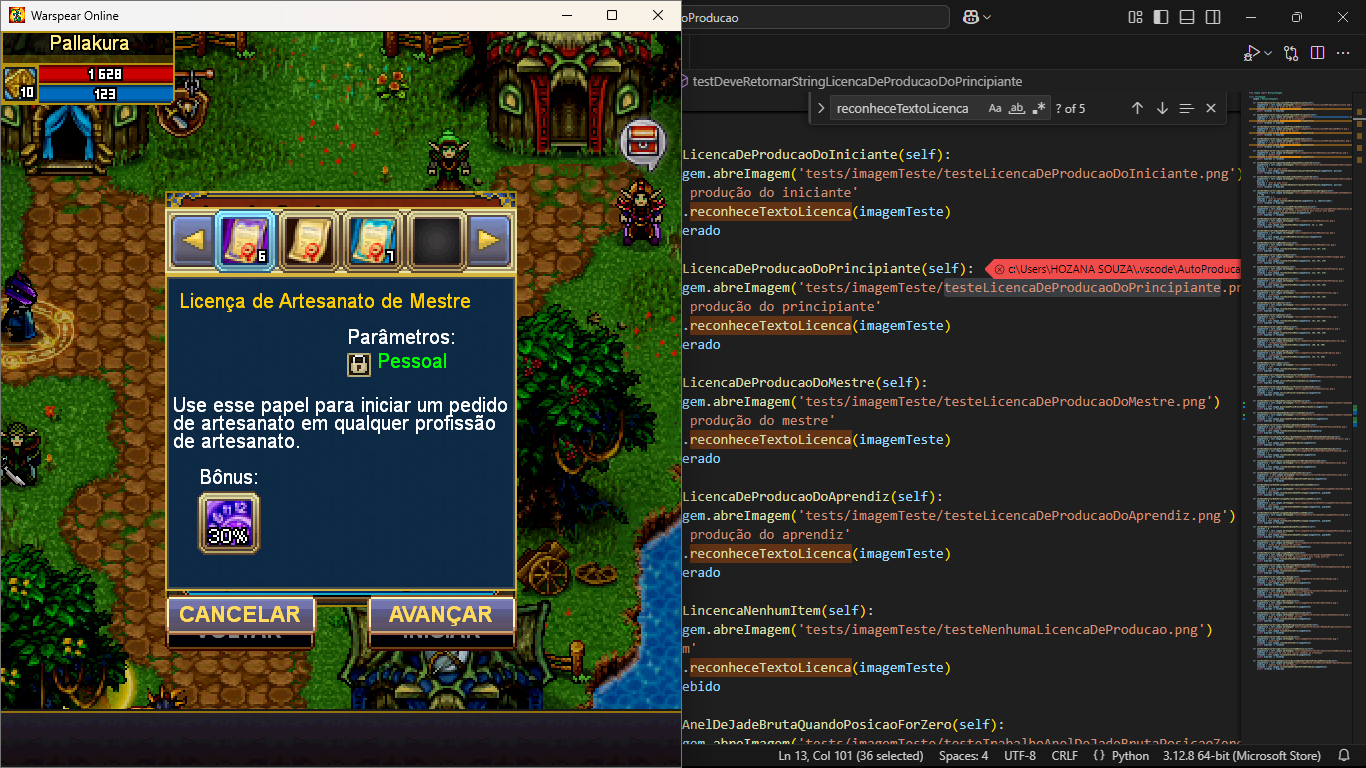 Warspear Online
Pallakura
1 628
10
123
6
7
Licença de Artesanato de Mestre
Parâmetros:
Pessoal
Use esse papel para iniciar um pedido
de artesanato em qualquer profissão
de artesanato.
Bônus:
30%
CANCELAR
AVANÇAR
VOLTAR
INICIAR
oProducao
testDeveRetornarStringLicencaDeProducaoDoPrincipiante
reconheceTextoLicenca
Aa
ab
.*
? of 5
LicencaDeProducaoDoIniciante(self):
gem.abreImagem('tests/imagemTeste/testeLicencaDeProducaoDoIniciante.png')
produção do iniciante'
.reconheceTextoLicenca(imagemTeste)
erado
LicencaDeProducaoDoPrincipiante(self):
c:\Users\HOZANA SOUZA\.vscode\AutoProduca
gem.abreImagem('tests/imagemTeste/testeLicencaDeProducaoDoPrincipiante.pr
produção do principiante'
.reconheceTextoLicenca(imagemTeste)
erado
LicencaDeProducaoDoMestre(self):
gem.abreImagem('tests/imagemTeste/testeLicencaDeProducaoDoMestre.png')
produção do mestre'
.reconheceTextoLicenca(imagemTeste)
erado
LicencaDeProducaoDoAprendiz(self):
gem.abreImagem('tests/imagemTeste/testeLicencaDeProducaoDoAprendiz.png')
produção do aprendiz'
.reconheceTextoLicenca(imagemTeste)
erado
LincencaNenhumItem(self):
gem.abreImagem('tests/imagemTeste/testeNenhumaLicencaDeProducao.png')
m'
.reconheceTextoLicenca(imagemTeste)
ebido
AnelDeJadeBrutaQuandoPosicaoForZero(self):
gem.abreImagem('tests/imagemTeste/testeTrabalhoAnelDeJadeBrutaPosicaoZero
Ln 13, Col 101 (36 selected)
Spaces: 4
UTF-8
CRLF
{ } Python
3.12.8 64-bit (Microsoft Store)